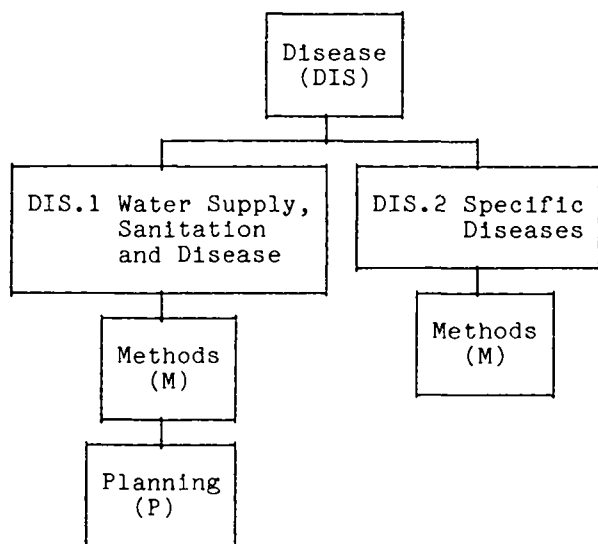 Disease
(DIS)
DIS.1 Water Supply,
Sanitation
and Disease
DIS.2 Specific
Diseases
Methods
(M)
Methods
(M)
Planning
(P)